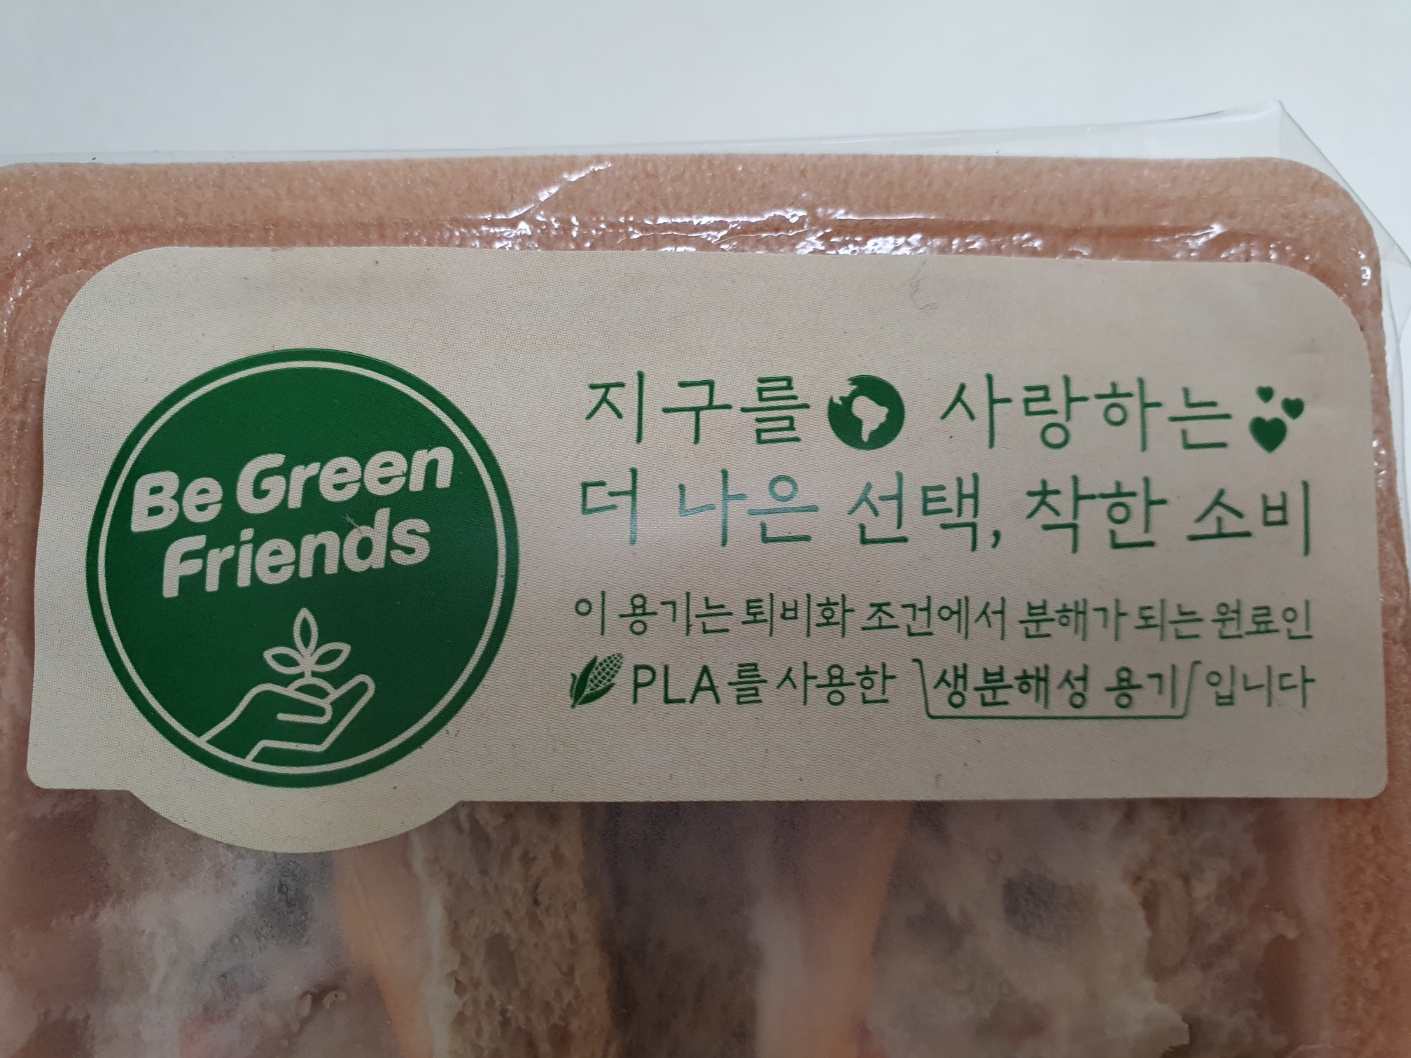 Be Green
Friends
지구를 사랑하는
더 나은 선택, 착한 소비
이 용기는 퇴비화 조건에서 분해가 되는 원료인
PLA를 사용한 생분해성 용기입니다